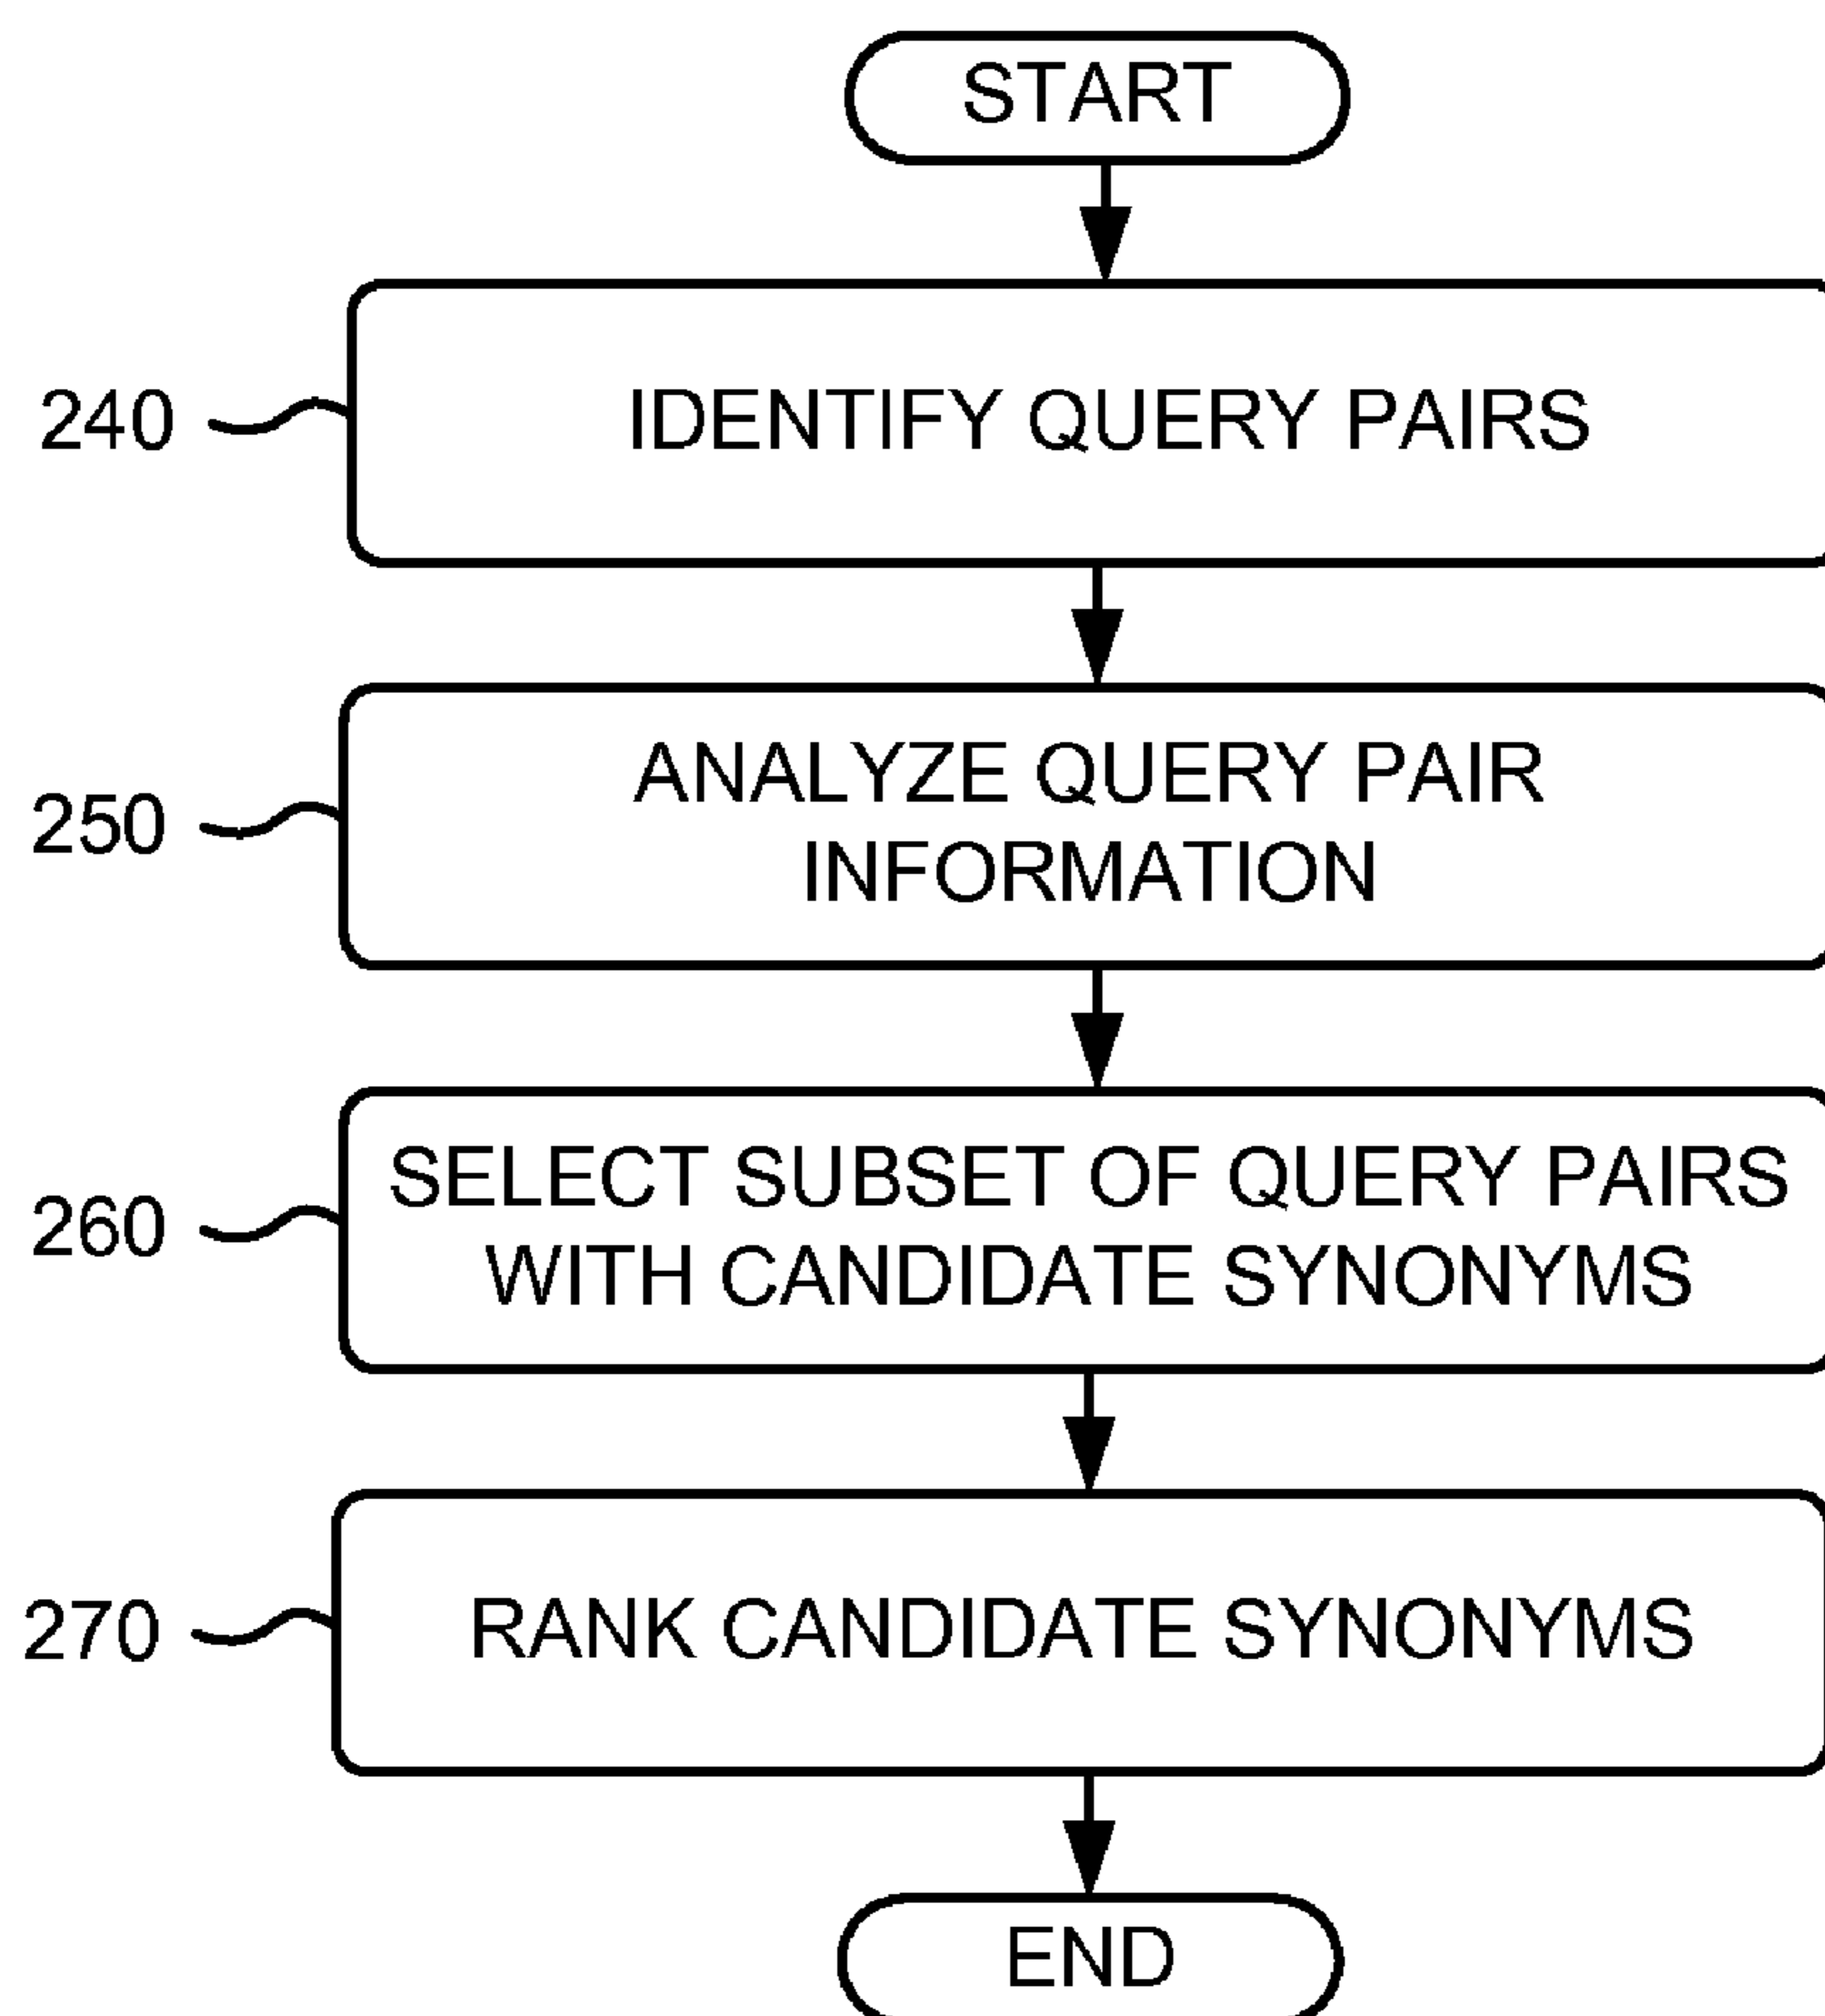 START
240
IDENTIFY QUERY PAIRS
250
ANALYZE QUERY PAIR
INFORMATION
260
SELECT SUBSET OF QUERY PAIRS
WITH CANDIDATE SYNONYMS
270
RANK CANDIDATE SYNONYMS
END